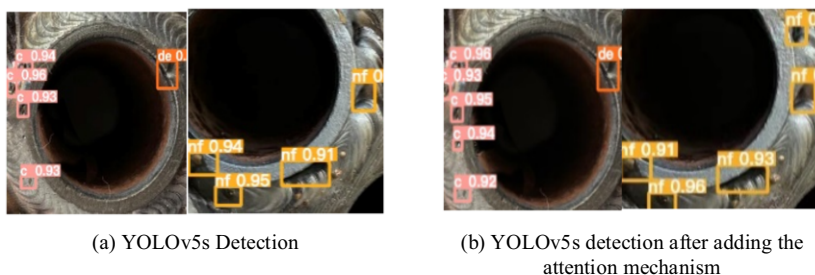 c 0.94
c 0.96
c 0.93
c 0.93
de 0.
nf 0
nf 0.94
nf 0.91
nf 0.95
c 0.96
0.93
c 0.95
c 0.94
c 0.92
de 0.
nf
nf 0
nf 0.91
nf 0.93
nf 0.96
(a) YOLOv5s Detection
(b) YOLOv5s detection after adding the
attention mechanism